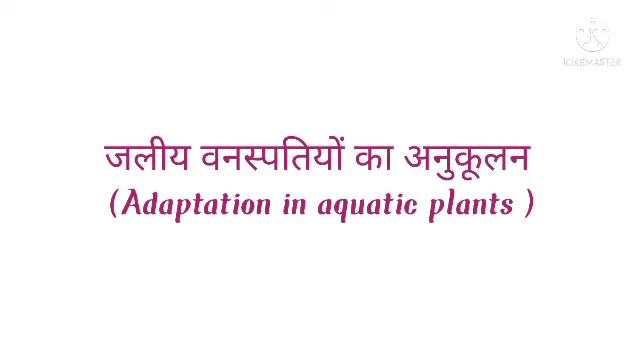 KINEMASTER
जलीय वनस्पतियों का अनुकूलन
(Adaptation in aquatic plants )